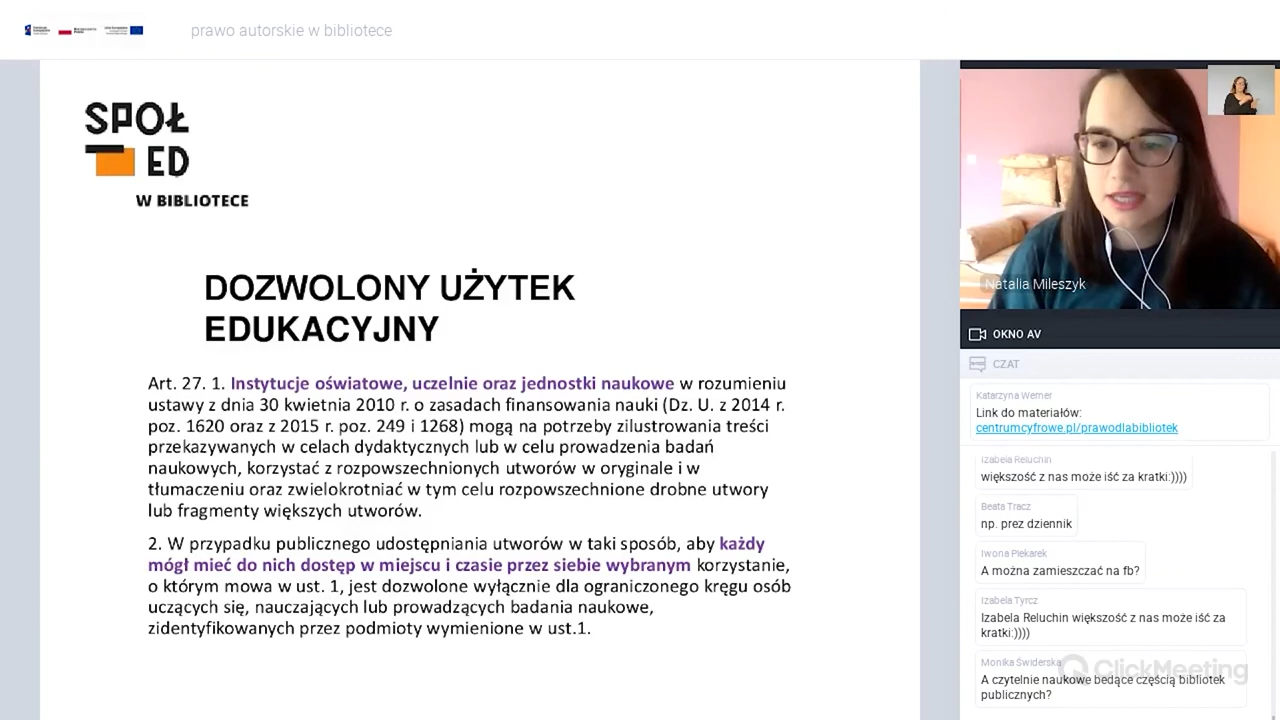 prawo autorskie w bibliotece
SPOŁ
ED
W BIBLIOTECE
DOZWOLONY UŻYTEK
EDUKACYJNY
Art. 27. 1. Instytucje oświatowe, uczelnie oraz jednostki naukowe w rozumieniu
ustawy z dnia 30 kwietnia 2010 r. o zasadach finansowania nauki (Dz. U. z 2014 r.
poz. 1620 oraz z 2015 r. poz. 249 i 1268) mogą na potrzeby zilustrowania treści
przekazywanych w celach dydaktycznych lub w celu prowadzenia badań
naukowych, korzystać z rozpowszechnionych utworów w oryginale i w
tłumaczeniu oraz zwielokrotniać w tym celu rozpowszechnione drobne utwory
lub fragmenty większych utworów.
2. W przypadku publicznego udostępniania utworów w taki sposób, aby każdy
mógł mieć do nich dostęp w miejscu i czasie przez siebie wybranym korzystanie,
o którym mowa w ust. 1, jest dozwolone wyłącznie dla ograniczonego kręgu osób
uczących się, nauczających lub prowadzących badania naukowe,
zidentyfikowanych przez podmioty wymienione w ust.1.
Natalia Mileszyk
OKNO AV
CZAT
Katarzyna Werner
Link do materiałów:
centrumcyfrowe.pl/prawodlabibliotek
Izabela Reluchin
większość z nas może iść za kratki:))))
Beata Tracz
np. prez dziennik
Iwona Piekarek
A można zamieszczać na fb?
Izabela Tyrcz
Izabela Reluchin większość z nas może iść za
kratki:))))
Monika Świderska
ClickMeeting
A czytelnie naukowe bedące częścią bibliotek
publicznych?